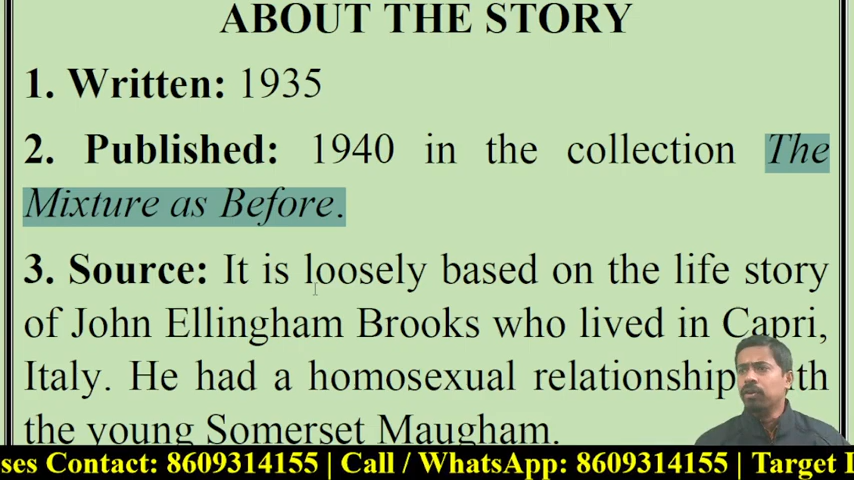 ABOUT THE STORY
1. Written: 1935
2. Published: 1940 in the collection The
Mixture as Before.
3. Source: It is loosely based on the life story
of John Ellingham Brooks who lived in Capri,
Italy. He had a homosexual relationship
the young Somerset Maugham.
Contact: 8609314155 | Call / WhatsApp: 8609314155 | Target